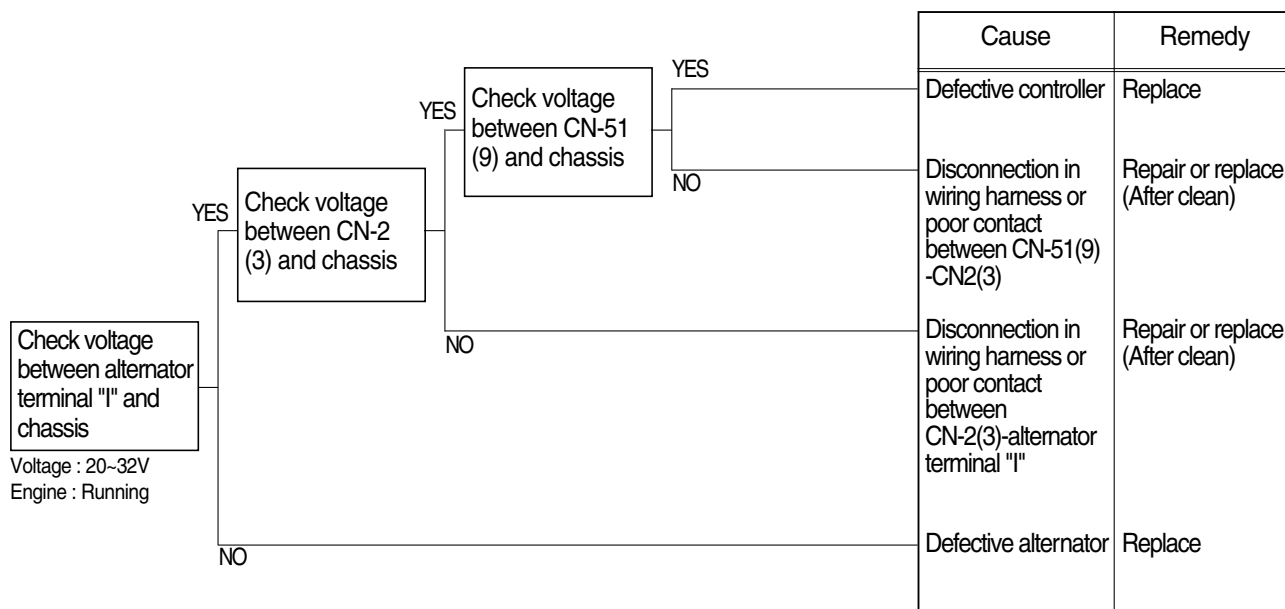 Cause
Remedy
YES
Defective controller
Replace
YES
Check voltage
between CN-51
(9) and chassis
NO
Disconnection in
wiring harness or
poor contact
between CN-51(9)
-CN2(3)
Repair or replace
(After clean)
YES
Check voltage
between CN-2
(3) and chassis
NO
Disconnection in
wiring harness or
poor contact
between
CN-2(3)-alternator
terminal "I"
Repair or replace
(After clean)
Check voltage
between alternator
terminal "I" and
chassis
Voltage : 20~32V
Engine : Running
NO
Defective alternator
Replace